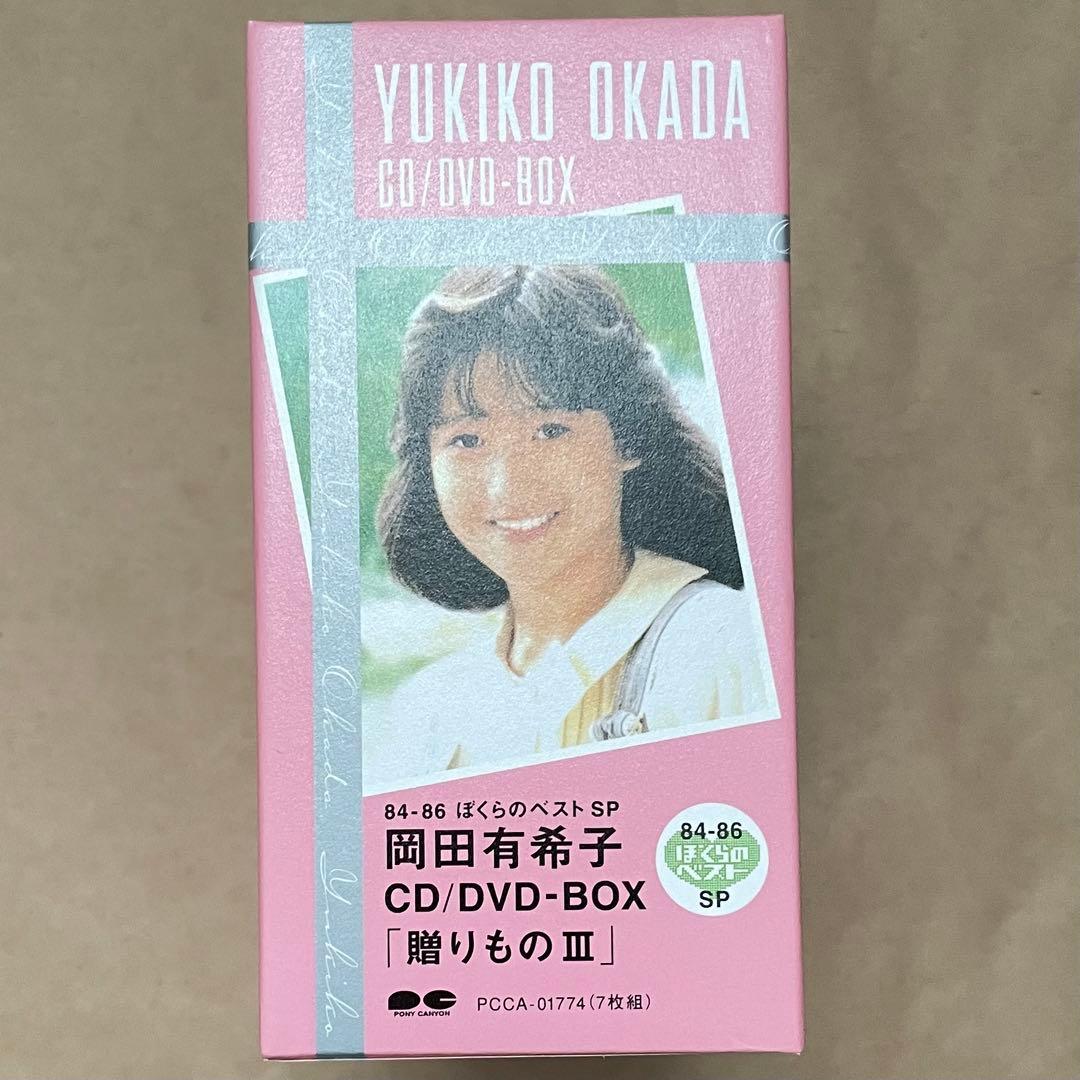 YUKIKO OKADA
CD/DVD-BOX
84-86 ぼくらのベスト SP
岡田有希子
CD/DVD-BOX
「贈りものⅢ」
84-86
ぼくらの
ベスト
SP
PONY CANYON
PCCA-01774(7枚組)
Okada Yukiko